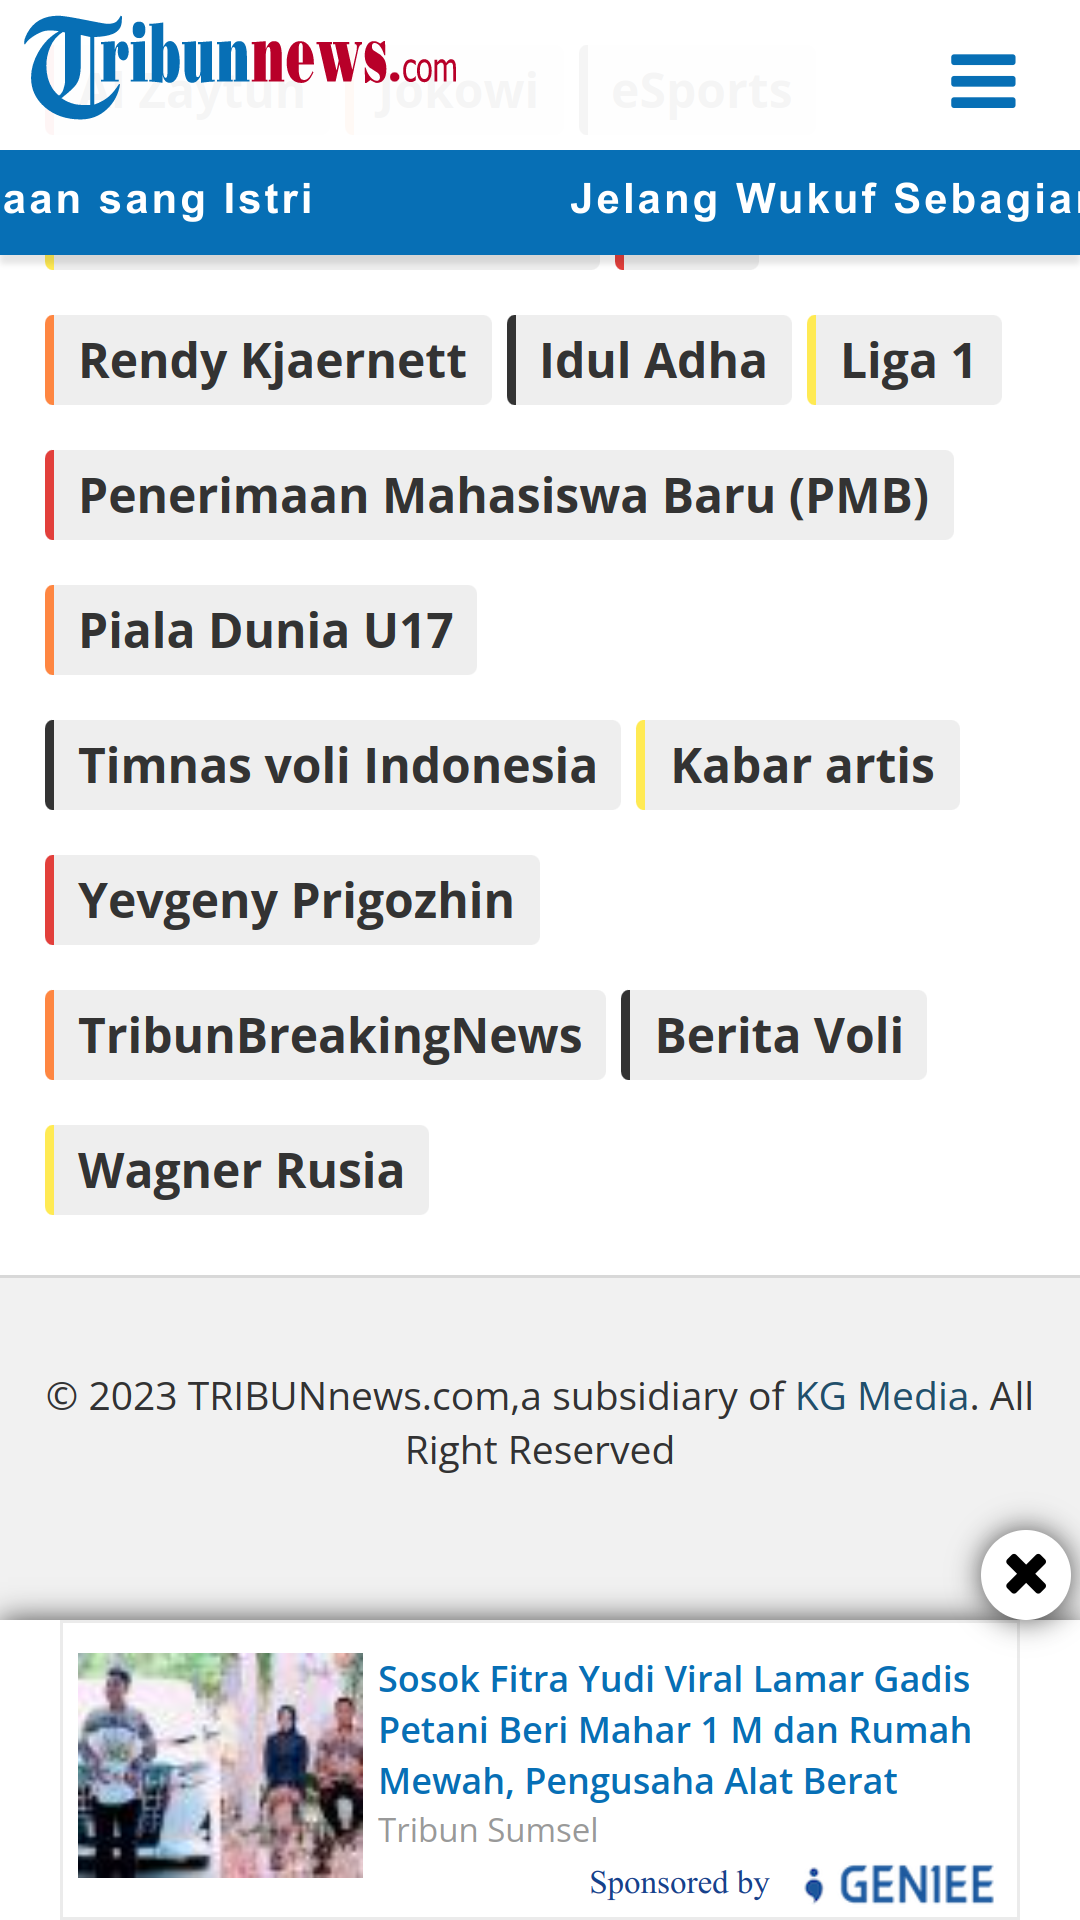 Tribunnews.com
Zaytun Jokowi eSports
aan sang Istri Jelang Wukuf Sebagian
Rendy Kjaernett Idul Adha Liga 1
Penerimaan Mahasiswa Baru (PMB)
Piala Dunia U17
Timnas voli Indonesia Kabar artis
Yevgeny Prigozhin
TribunBreakingNews Berita Voli
Wagner Rusia
© 2023 TRIBUNnews.com,a subsidiary of KG Media. All
Right Reserved
Sosok Fitra Yudi Viral Lamar Gadis
Petani Beri Mahar 1 M dan Rumah
Mewah, Pengusaha Alat Berat
Tribun Sumsel
Sponsored by GENIEE